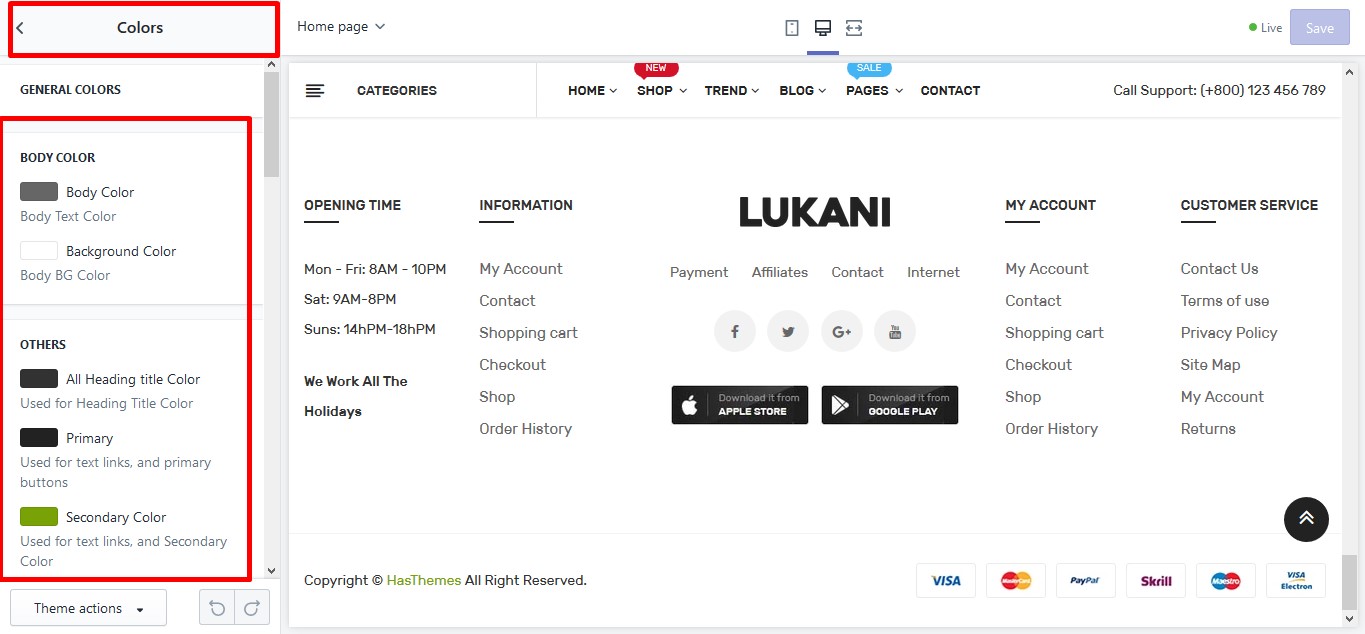 Colors
GENERAL COLORS
BODY COLOR
Body Color
Body Text Color
Background Color
Body BG Color
OTHERS
All Heading title Color
Used for Heading Title Color
Primary
Used for text links, and primary
buttons
Secondary Color
Used for text links, and Secondary
Color
Theme actions
Home page
Live
Save
CATEGORIES
NEW
SALE
HOME
SHOP
TREND
BLOG
PAGES
CONTACT
Call Support: (+800) 123 456 789
OPENING TIME
Mon - Fri: 8AM - 10PM
Sat: 9AM-8PM
Suns: 14hPM-18hPM
We Work All The
Holidays
INFORMATION
My Account
Contact
Shopping cart
Checkout
Shop
Order History
LUKANI
Payment Affiliates Contact Internet
f
G+
You
Tube
Download it from
APPLE STORE
Download it from
GOOGLE PLAY
MY ACCOUNT
My Account
Contact
Shopping cart
Checkout
Shop
Order History
CUSTOMER SERVICE
Contact Us
Terms of use
Privacy Policy
Site Map
My Account
Returns
Copyright © HasThemes All Right Reserved.
VISA
MasterCard
PayPal
Skrill
Maestro
VISA
Electron